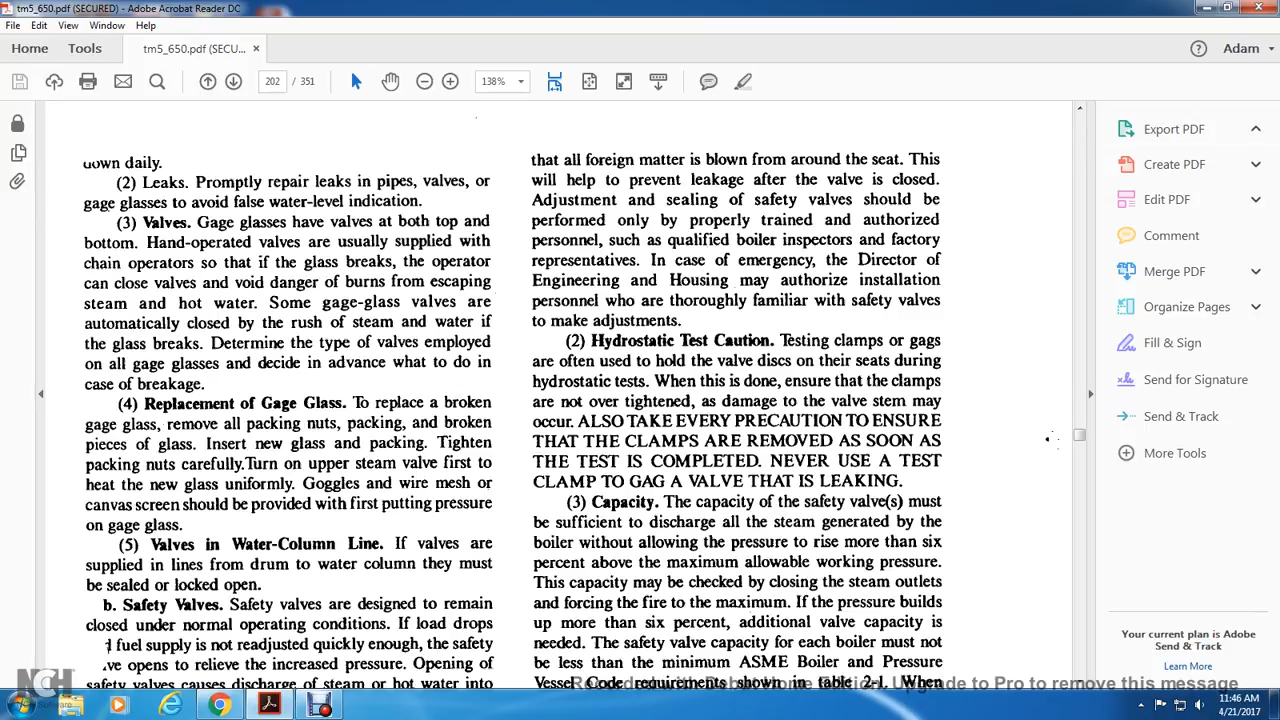 tm5_650.pdf (SECURED) - Adobe Acrobat Reader DC
File Edit View Window Help
Home Tools tm5_650.pdf (SECU... × Adam
202 / 351 138%
down daily.
(2) Leaks. Promptly repair leaks in pipes, valves, or
gage glasses to avoid false water-level indication.
(3) Valves. Gage glasses have valves at both top and
bottom. Hand-operated valves are usually supplied with
chain operators so that if the glass breaks, the operator
can close valves and void danger of burns from escaping
steam and hot water. Some gage-glass valves are
automatically closed by the rush of steam and water if
the glass breaks. Determine the type of valves employed
on all gage glasses and decide in advance what to do in
case of breakage.
(4) Replacement of Gage Glass. To replace a broken
gage glass, remove all packing nuts, packing, and broken
pieces of glass. Insert new glass and packing. Tighten
packing nuts carefully.Turn on upper steam valve first to
heat the new glass uniformly. Goggles and wire mesh or
canvas screen should be provided with first putting pressure
on gage glass.
(5) Valves in Water-Column Line. If valves are
supplied in lines from drum to water column they must
be sealed or locked open.
b. Safety Valves. Safety valves are designed to remain
closed under normal operating conditions. If load drops
fuel supply is not readjusted quickly enough, the safety
ve opens to relieve the increased pressure. Opening of
safety valves causes discharge of steam or hot water into
that all foreign matter is blown from around the seat. This
will help to prevent leakage after the valve is closed.
Adjustment and sealing of safety valves should be
performed only by properly trained and authorized
personnel, such as qualified boiler inspectors and factory
representatives. In case of emergency, the Director of
Engineering and Housing may authorize installation
personnel who are thoroughly familiar with safety valves
to make adjustments.
(2) Hydrostatic Test Caution. Testing clamps or gags
are often used to hold the valve discs on their seats during
hydrostatic tests. When this is done, ensure that the clamps
are not over tightened, as damage to the valve stem may
occur. ALSO TAKE EVERY PRECAUTION TO ENSURE
THAT THE CLAMPS ARE REMOVED AS SOON AS
THE TEST IS COMPLETED. NEVER USE A TEST
CLAMP TO GAG A VALVE THAT IS LEAKING.
(3) Capacity. The capacity of the safety valve(s) must
be sufficient to discharge all the steam generated by the
boiler without allowing the pressure to rise more than six
percent above the maximum allowable working pressure.
This capacity may be checked by closing the steam outlets
and forcing the fire to the maximum. If the pressure builds
up more than six percent, additional valve capacity is
needed. The safety valve capacity for each boiler must not
be less than the minimum ASME Boiler and Pressure
Vessel Code requirements shown in table 2-1. When
Export PDF
Create PDF
Edit PDF
Comment
Merge PDF
Organize Pages
Fill & Sign
Send for Signature
Send & Track
More Tools
Your current plan is Adobe
Send & Track
Learn More
NCH
Software
Upgrade to Pro to remove this message
11:46 AM
4/21/2017